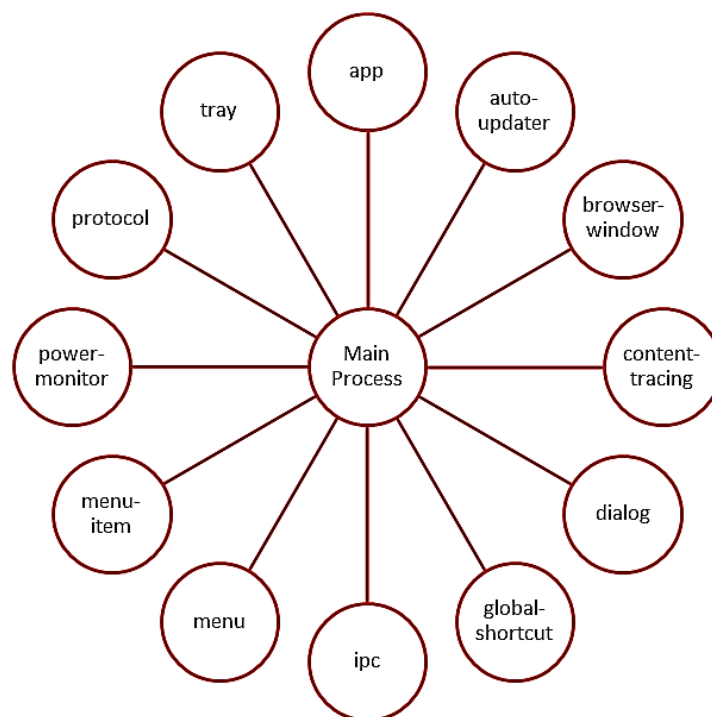 app
auto-
updater
browser-
window
content-
tracing
dialog
global-
shortcut
ipc
menu
menu-
item
power-
monitor
protocol
tray
Main
Process